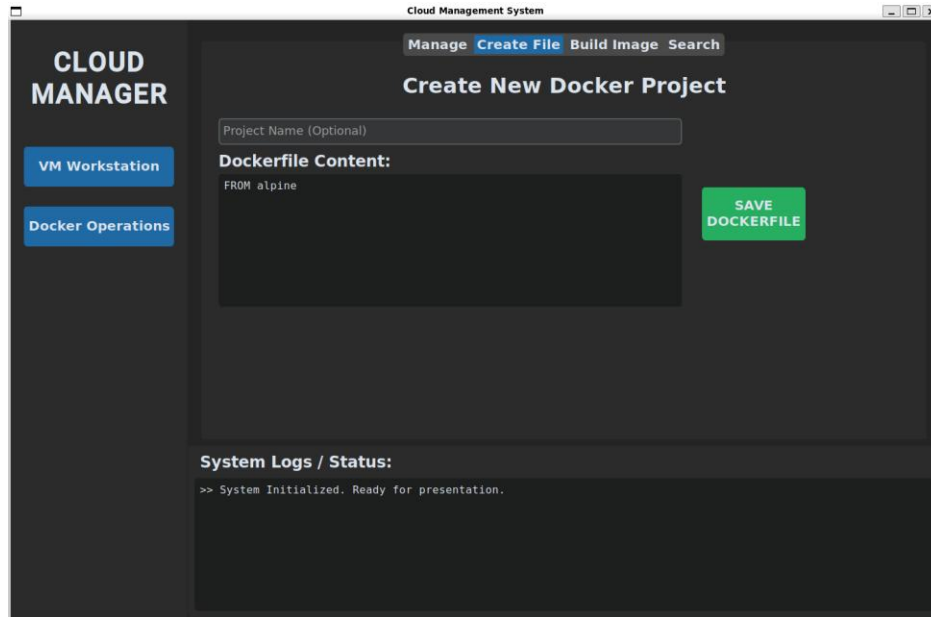 Cloud Management System
CLOUD
MANAGER
VM Workstation
Docker Operations
Manage Create File Build Image Search
Create New Docker Project
Project Name (Optional)
Dockerfile Content:
FROM alpine
SAVE
DOCKERFILE
System Logs / Status:
>> System Initialized. Ready for presentation.